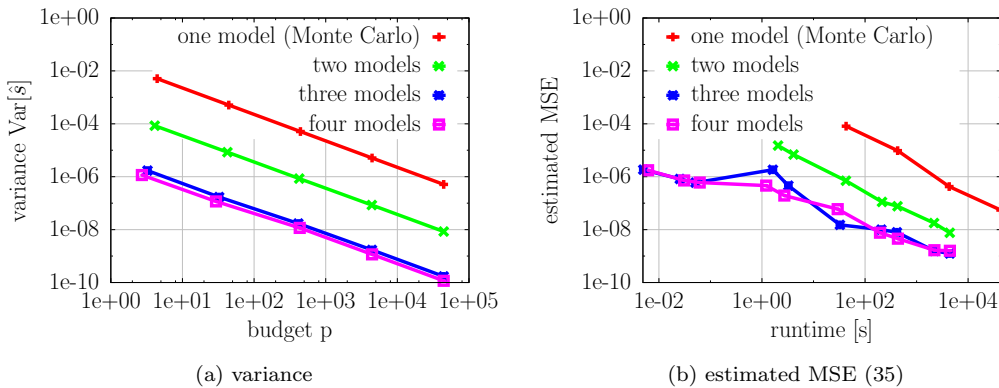 variance Var[ŝ]
1e+00
1e-02
1e-04
1e-06
1e-08
1e-10
one model (Monte Carlo)
two models
three models
four models
1e+00 1e+01 1e+02 1e+03 1e+04 1e+05
budget p
(a) variance
estimated MSE
1e+00
1e-02
1e-04
1e-06
1e-08
1e-10
one model (Monte Carlo)
two models
three models
four models
1e-02 1e+00 1e+02 1e+04
runtime [s]
(b) estimated MSE (35)